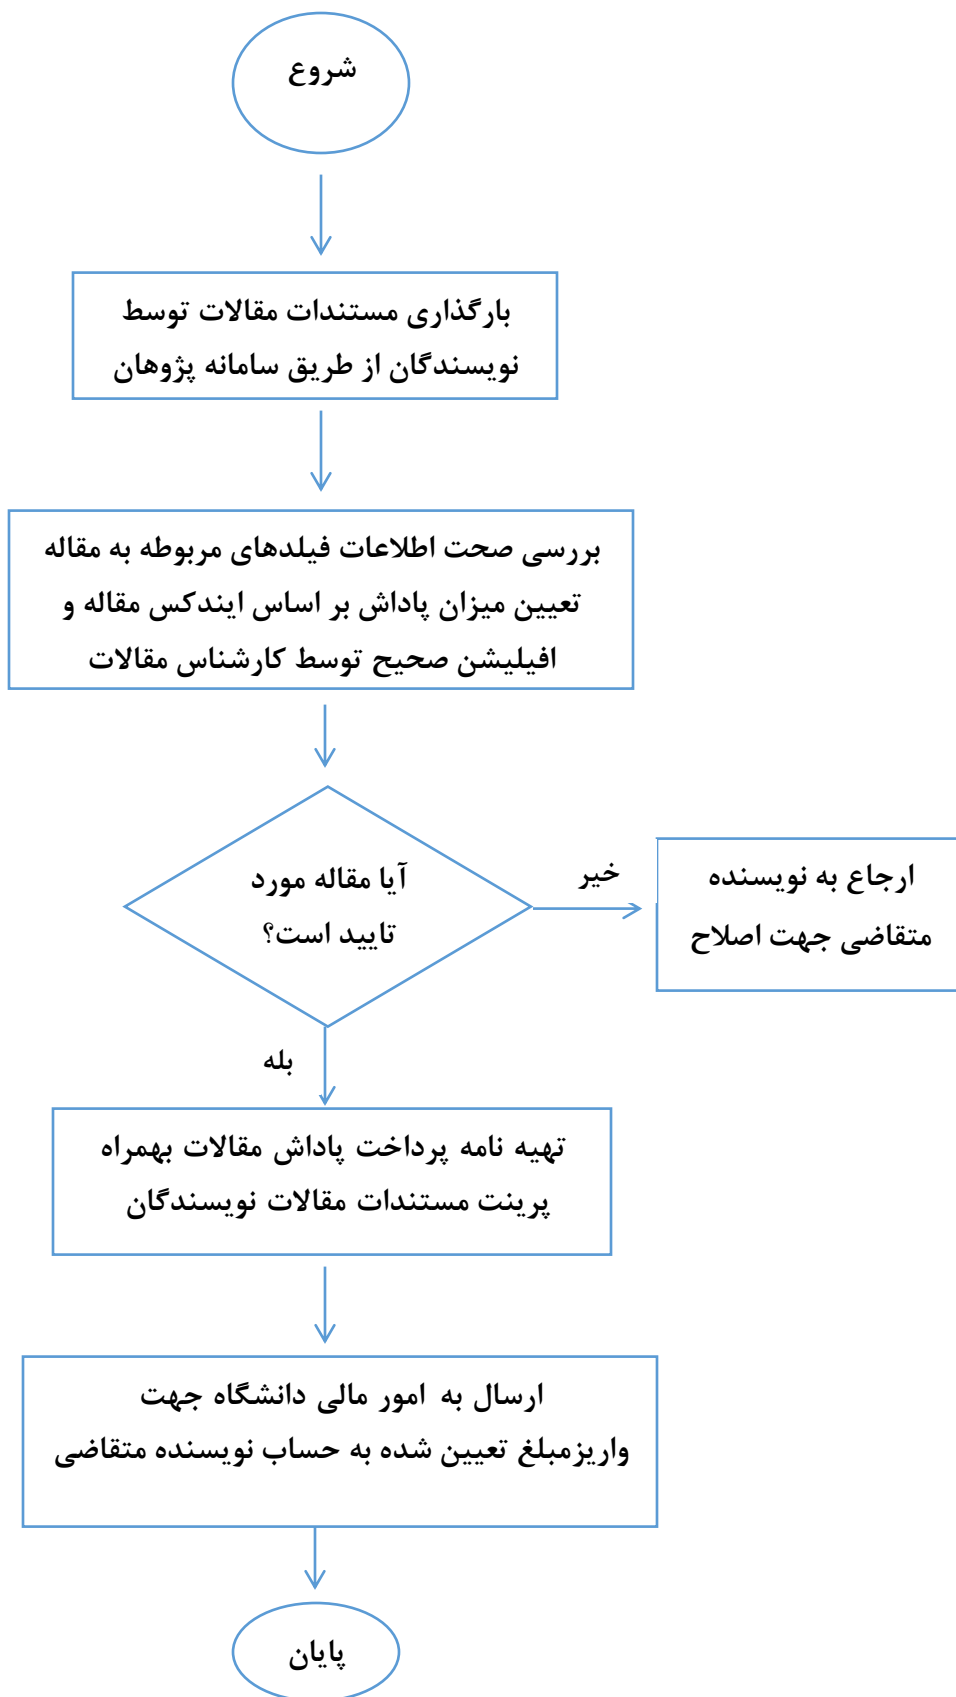 شروع
بارگذاری مستندات مقالات توسط
نویسندگان از طریق سامانه پژوهان
بررسی صحت اطلاعات فیلدهای مربوطه به مقاله
تعیین میزان پاداش بر اساس ایندکس مقاله و
افیلیشن صحیح توسط کارشناس مقالات
آیا مقاله مورد
تایید است؟
خیر
ارجاع به نویسنده
متقاضی جهت اصلاح
بله
تهیه نامه پرداخت پاداش مقالات بهمراه
پرینت مستندات مقالات نویسندگان
ارسال به امور مالی دانشگاه جهت
واریزمبلغ تعیین شده به حساب نویسنده متقاضی
پایان